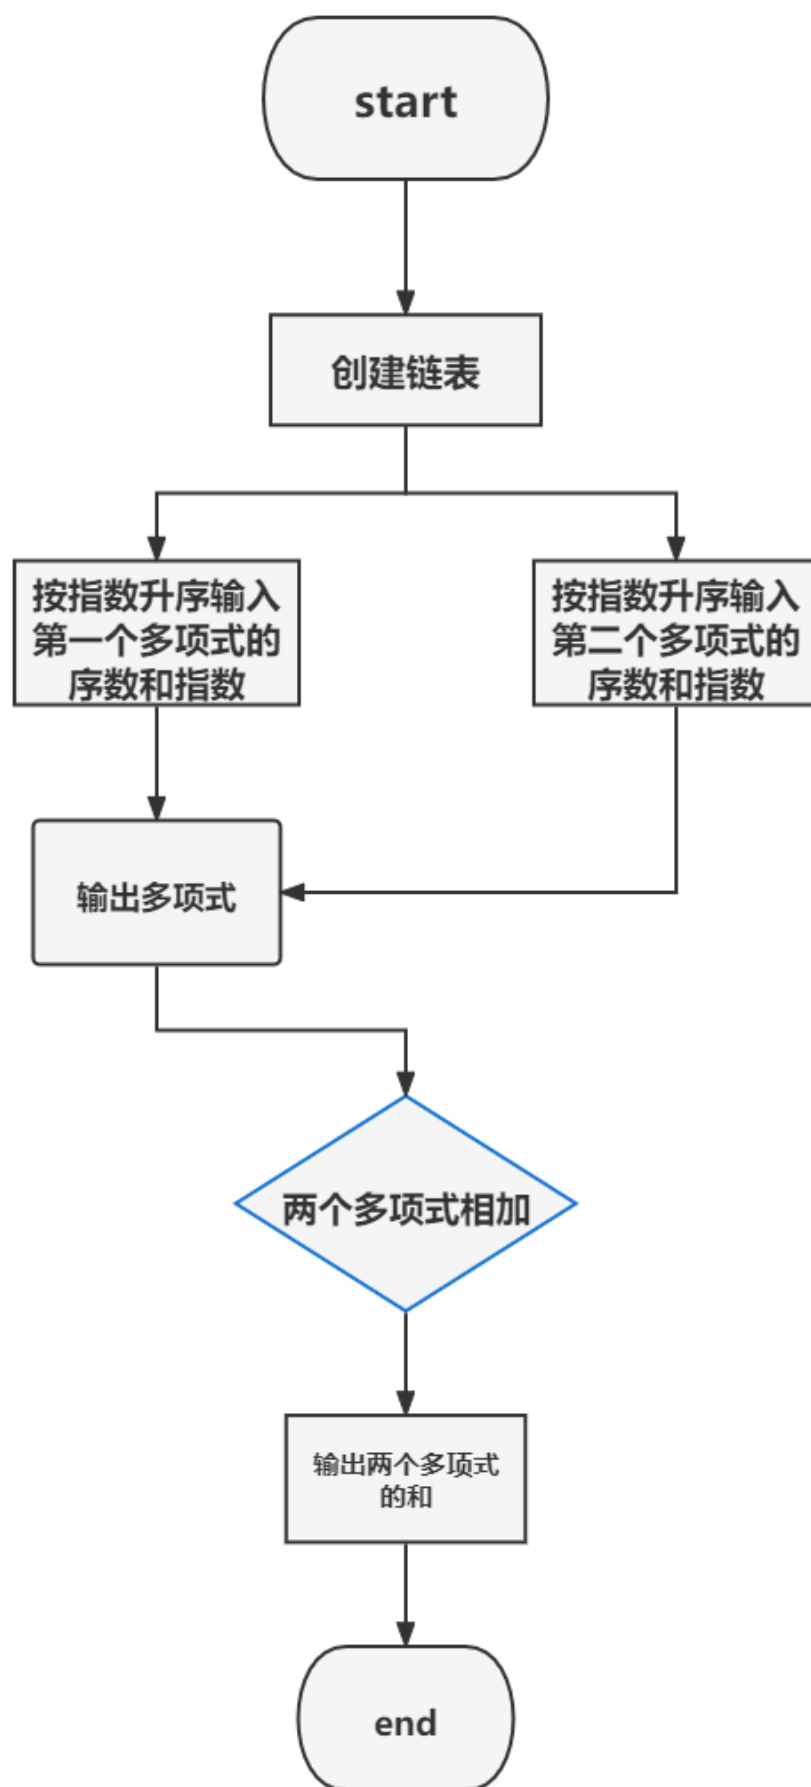 start
创建链表
按指数升序输入
第一个多项式的
序数和指数
按指数升序输入
第二个多项式的
序数和指数
输出多项式
两个多项式相加
输出两个多项式
的和
end